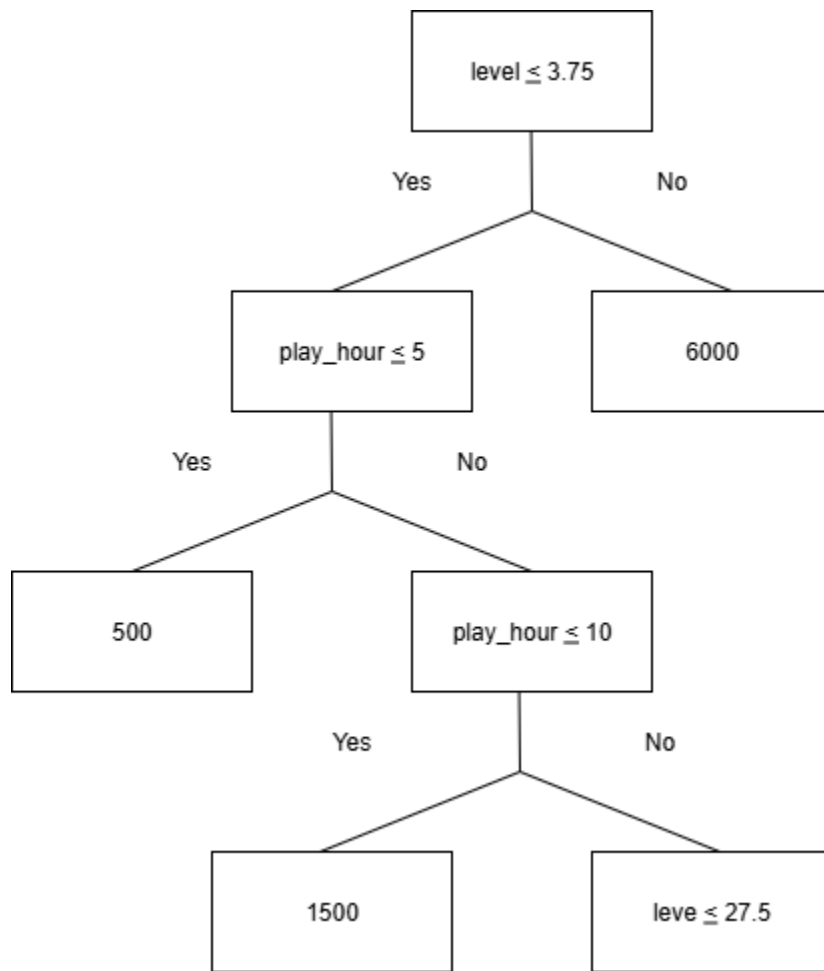 level ≤ 3.75
Yes
No
play_hour ≤ 5
6000
Yes
No
500
play_hour ≤ 10
Yes
No
1500
leve ≤ 27.5